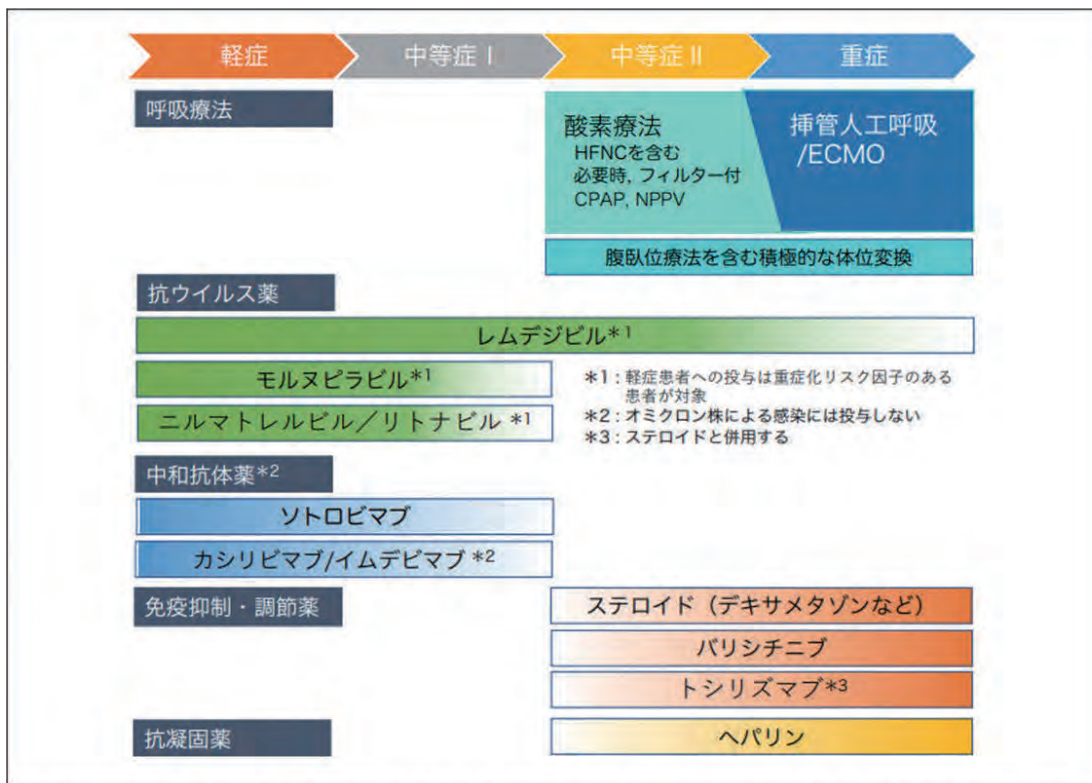 軽症
中等症 Ⅰ
中等症 Ⅱ
重症
呼吸療法
酸素療法
HFNCを含む
必要時, フィルター付
CPAP, NPPV
挿管人工呼吸
/ECMO
腹臥位療法を含む積極的な体位変換
抗ウイルス薬
レムデジビル*1
モルヌピラビル*1
ニルマトレルビル／リトナビル *1
*1：軽症患者への投与は重症化リスク因子のある
患者が対象
*2：オミクロン株による感染には投与しない
*3：ステロイドと併用する
中和抗体薬*2
ソトロビマブ
カシリビマブ/イムデビマブ *2
免疫抑制・調節薬
ステロイド（デキサメタゾンなど）
バリシチニブ
トシリズマブ*3
抗凝固薬
ヘパリン